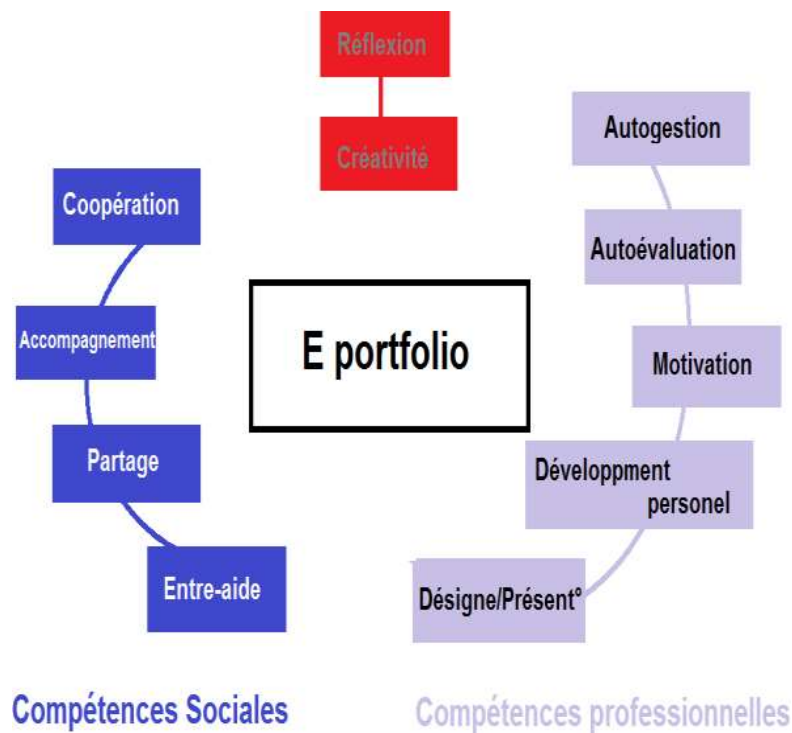 Réflexion
Créativité
Coopération
Accompagnement
Partage
Entre-aide
E portfolio
Autogestion
Autoévaluation
Motivation
Développment
personel
Désigne/Présent°
Compétences Sociales
Compétences professionnelles